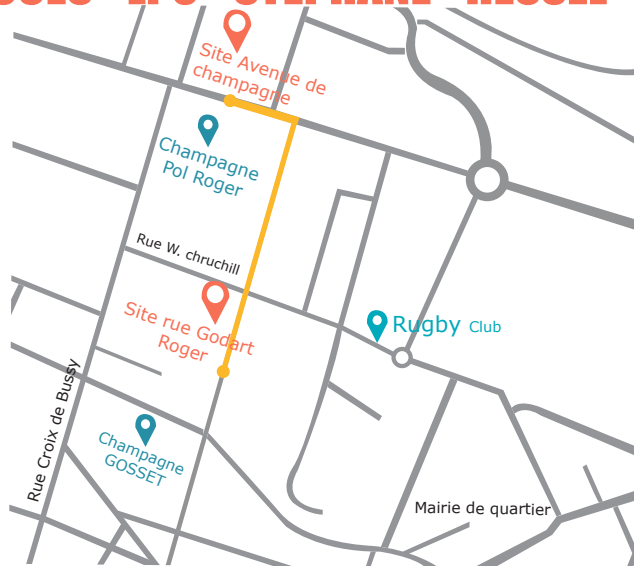 Site Avenue de
champagne
Champagne
Pol Roger
Rue W. chruchill
Site rue Godart
Roger
Rugby Club
Rue Croix de Bussy
Champagne
GOSSET
Mairie de quartier